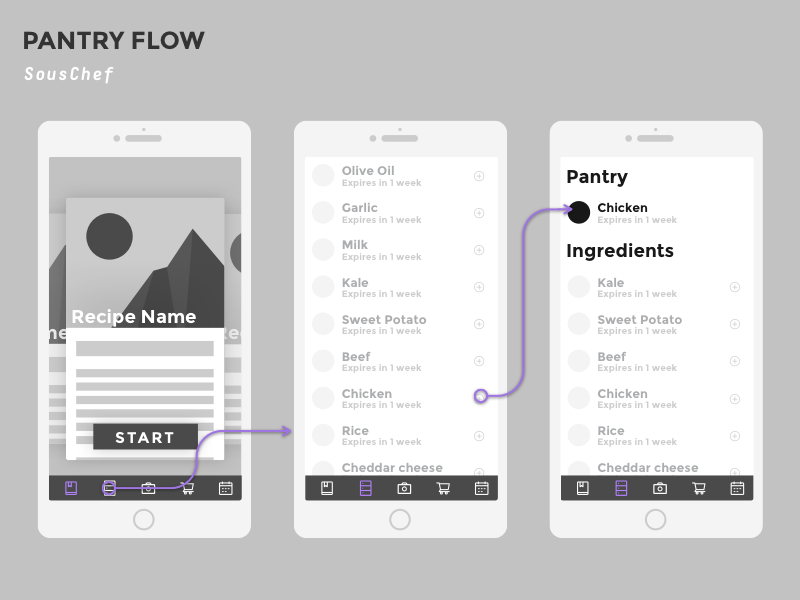 PANTRY FLOW
SousChef
Recipe Name
START
Olive Oil
Expires in 1 week
Garlic
Expires in 1 week
Milk
Expires in 1 week
Kale
Expires in 1 week
Sweet Potato
Expires in 1 week
Beef
Expires in 1 week
Chicken
Expires in 1 week
Rice
Expires in 1 week
Cheddar cheese
Pantry
Chicken
Expires in 1 week
Ingredients
Kale
Expires in 1 week
Sweet Potato
Expires in 1 week
Beef
Expires in 1 week
Chicken
Expires in 1 week
Rice
Expires in 1 week
Cheddar cheese